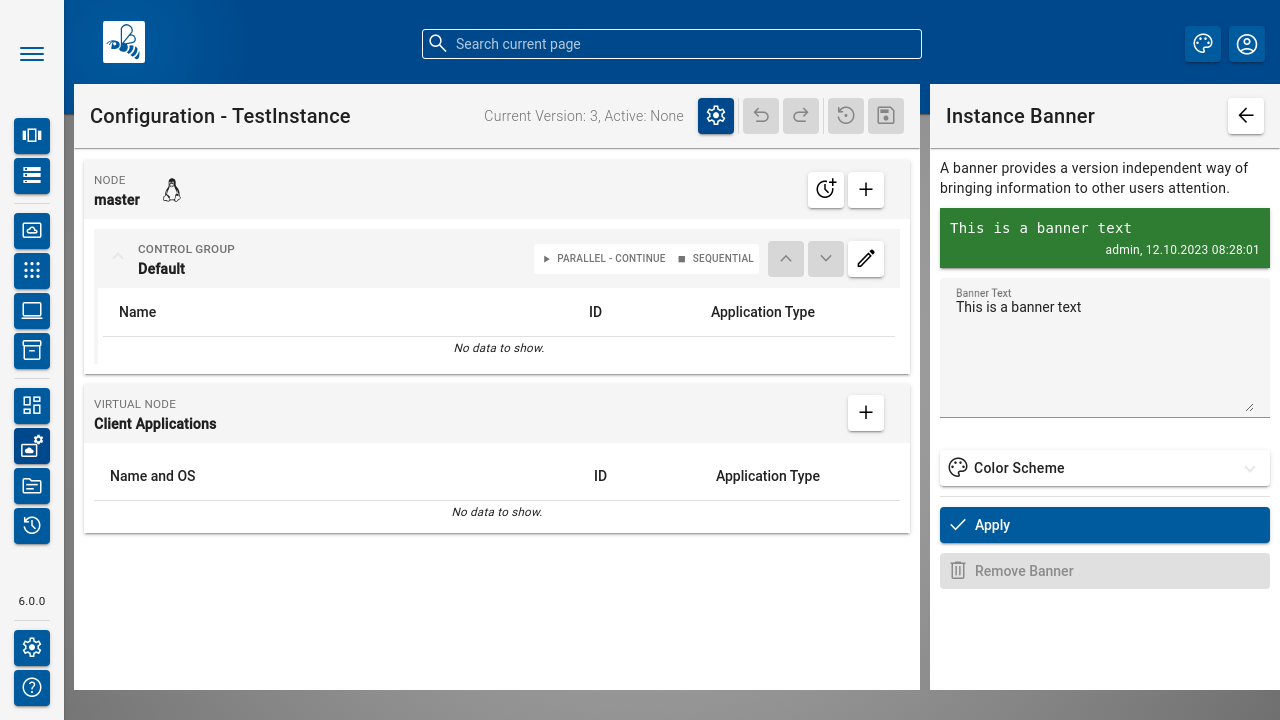 Search current page
Configuration - TestInstance
Current Version: 3, Active: None
NODE
master
CONTROL GROUP
Default
PARALLEL - CONTINUE
SEQUENTIAL
Name
ID
Application Type
No data to show.
VIRTUAL NODE
Client Applications
Name and OS
ID
Application Type
No data to show.
Instance Banner
A banner provides a version independent way of
bringing information to other users attention.
This is a banner text
admin, 12.10.2023 08:28:01
Banner Text
This is a banner text
Color Scheme
Apply
Remove Banner
6.0.0